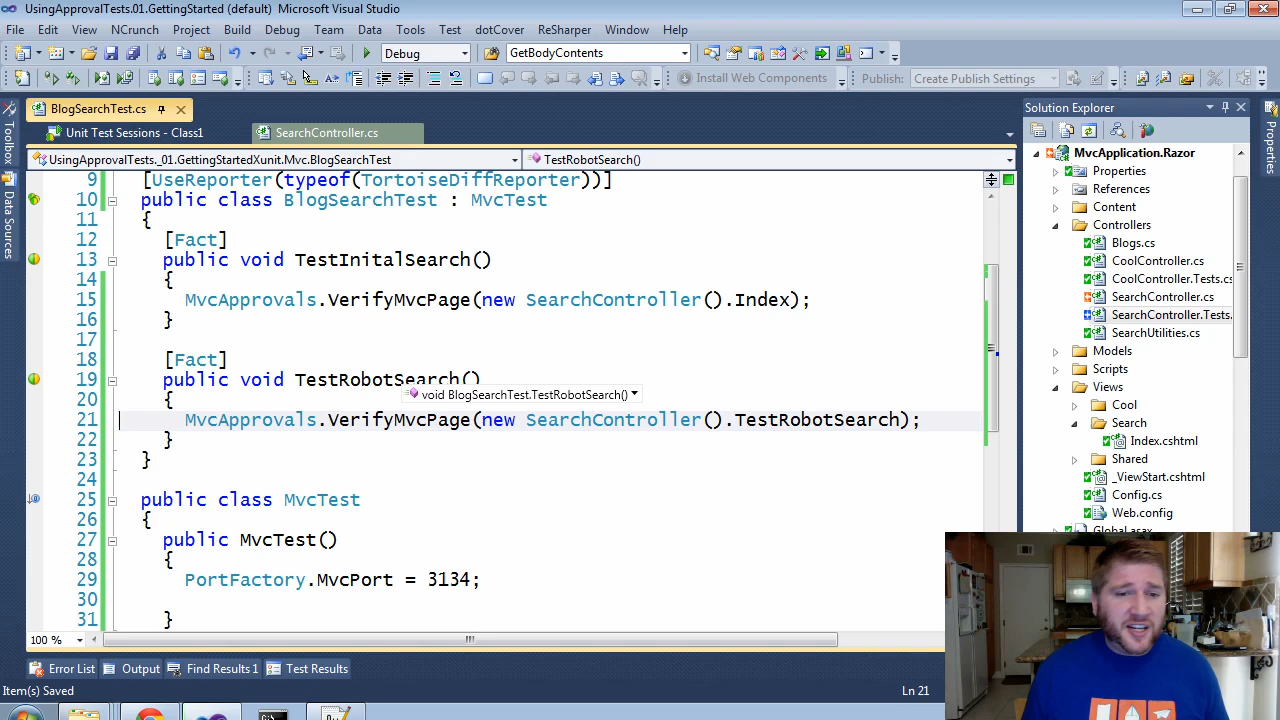 UsingApprovalTests.01.GettingStarted (default) - Microsoft Visual Studio
File Edit View NCrunch Project Build Debug Team Data Tools Test dotCover ReSharper Window Help
Debug GetBodyContents
Install Web Components Publish: Create Publish Settings
BlogSearchTest.cs
Unit Test Sessions - Class1 SearchController.cs
UsingApprovalTests._01.GettingStartedXunit.Mvc.BlogSearchTest TestRobotSearch()
9 [UseReporter(typeof(TortoiseDiffReporter))]
10 public class BlogSearchTest : MvcTest
11 {
12 [Fact]
13 public void TestInitalSearch()
14 {
15 MvcApprovals.VerifyMvcPage(new SearchController().Index);
16 }
17
18 [Fact]
19 public void TestRobotSearch()
void BlogSearchTest.TestRobotSearch()
20 {
21 MvcApprovals.VerifyMvcPage(new SearchController().TestRobotSearch);
22 }
23 }
24
25 public class MvcTest
26 {
27 public MvcTest()
28 {
29 PortFactory.MvcPort = 3134;
30
31 }
100 %
Toolbox
Data Sources
Solution Explorer
MvcApplication.Razor
Properties
References
Content
Controllers
Blogs.cs
CoolController.cs
CoolController.Tests.c
SearchController.cs
SearchController.Tests.
SearchUtilities.cs
Models
Scripts
Views
Cool
Search
Index.cshtml
Shared
_ViewStart.cshtml
Config.cs
Web.config
Global.asax
Properties
Error List Output Find Results 1 Test Results
Item(s) Saved Ln 21